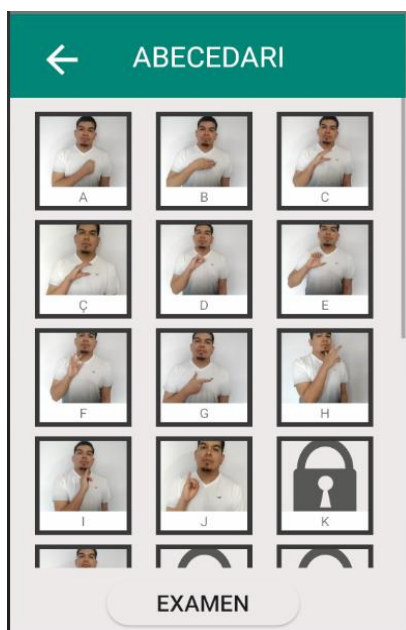 ABECEDARI
A B C
Ç D E
F G H
I J K
EXAMEN